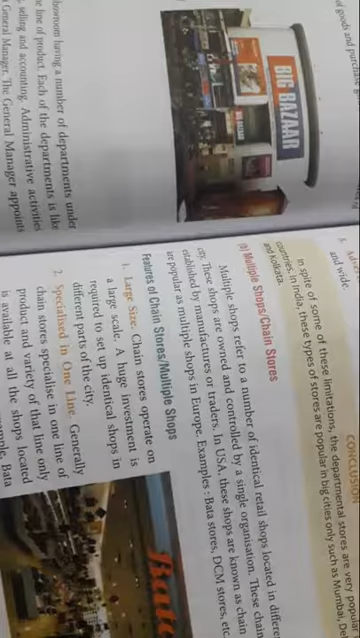 of goods and purchase
BIG BAZAAR
BIG BAZAAR
showroom having a number of departments under
line of product. Each of the departments is like
selling and accounting. Administrative activities
General Manager. The General Manager appoints
and wide.
CONCLUSION
in spite of some of these limitations, the departmental stores are very popular
countries, in India, these types of stores are popular in big cities only such as Mumbai,
and Kolkata.
Multiple Shops/Chain Stores
Multiple shops refer to a number of identical retail shops located in
city. These shops are owned and controlled by a single organisation. These chain
established by manufactures or traders. In USA, these shops are known as chain
are popular as multiple shops in Europe. Examples : Bata stores, DCM stores, etc.
Features of Chain Stores/Multiple Shops
1. Large Size. Chain stores operate on
a large scale. A huge investment is
required to set up identical shops in
different parts of the city.
2. Specialised in One Line. Generally
chain stores specialise in one line of
product and variety of that line only
is available at all the shops located
Bata
Bata